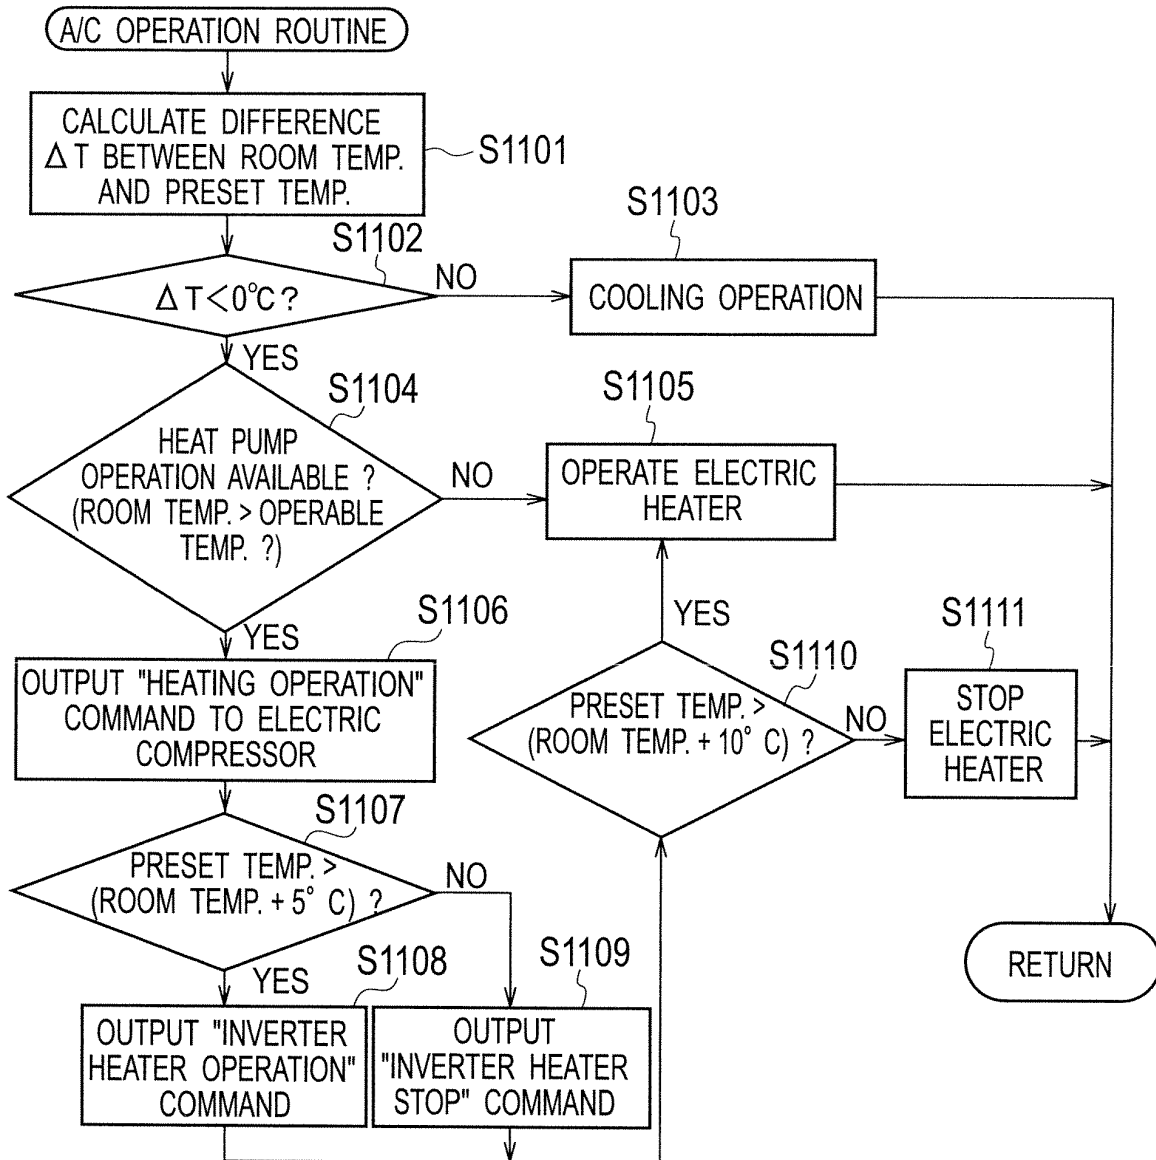 A/C OPERATION ROUTINE
CALCULATE DIFFERENCE
ΔT BETWEEN ROOM TEMP.
AND PRESET TEMP.
S1101
S1102
ΔT<0°C?
NO
YES
S1103
COOLING OPERATION
S1104
HEAT PUMP
OPERATION AVAILABLE ?
(ROOM TEMP. > OPERABLE
TEMP. ?)
NO
YES
S1105
OPERATE ELECTRIC
HEATER
S1106
OUTPUT "HEATING OPERATION"
COMMAND TO ELECTRIC
COMPRESSOR
S1107
PRESET TEMP. >
(ROOM TEMP. + 5° C) ?
NO
YES
S1108
OUTPUT "INVERTER
HEATER OPERATION"
COMMAND
S1109
OUTPUT
"INVERTER HEATER
STOP" COMMAND
YES
S1110
PRESET TEMP. >
(ROOM TEMP. + 10° C) ?
NO
S1111
STOP
ELECTRIC
HEATER
RETURN